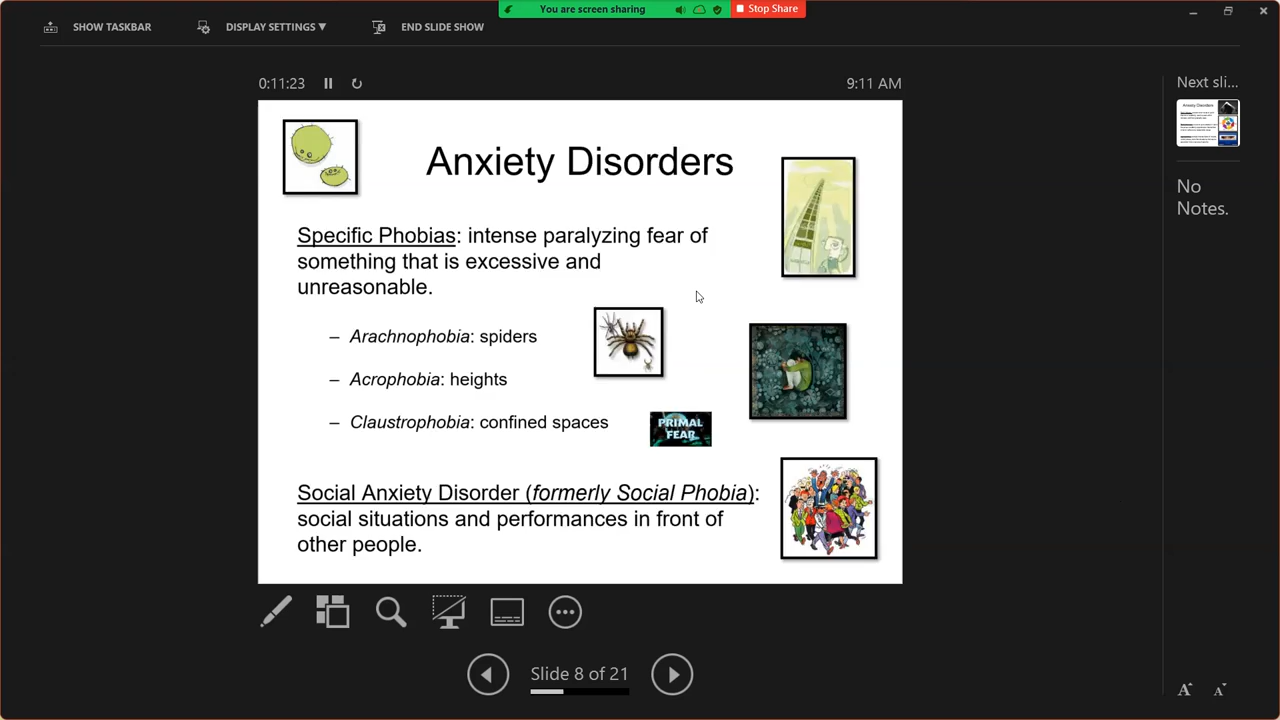 You are screen sharing
Stop Share
SHOW TASKBAR
DISPLAY SETTINGS ▼
END SLIDE SHOW
0:11:23
9:11 AM
Next sli...
Anxiety Disorders
Specific Phobias: intense paralyzing fear of
something that is excessive and
unreasonable.
– Arachnophobia: spiders
– Acrophobia: heights
– Claustrophobia: confined spaces
PRIMAL
FEAR
Social Anxiety Disorder (formerly Social Phobia):
social situations and performances in front of
other people.
Anxiety Disorders
No
Notes.
Slide 8 of 21
A A